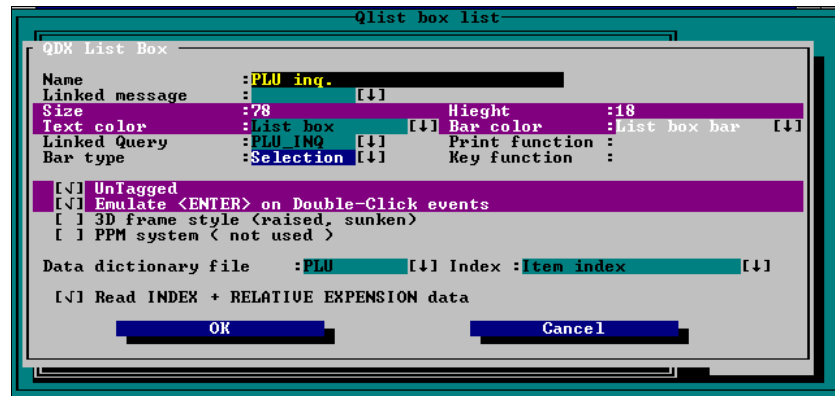 Qlist box list
QDX List Box
Name :PLU inq.
Linked message : [↓]
Size :78 Hieght :18
Text color :List box [↓] Bar color :List box bar [↓]
Linked Query :PLU_INQ [↓] Print function :
Bar type :Selection [↓] Key function :
[√] UnTagged
[√] Emulate <ENTER> on Double-Click events
[ ] 3D frame style (raised, sunken)
[ ] PPM system ( not used )
Data dictionary file :PLU [↓] Index :Item index [↓]
[√] Read INDEX + RELATIVE EXPENSION data
OK Cancel